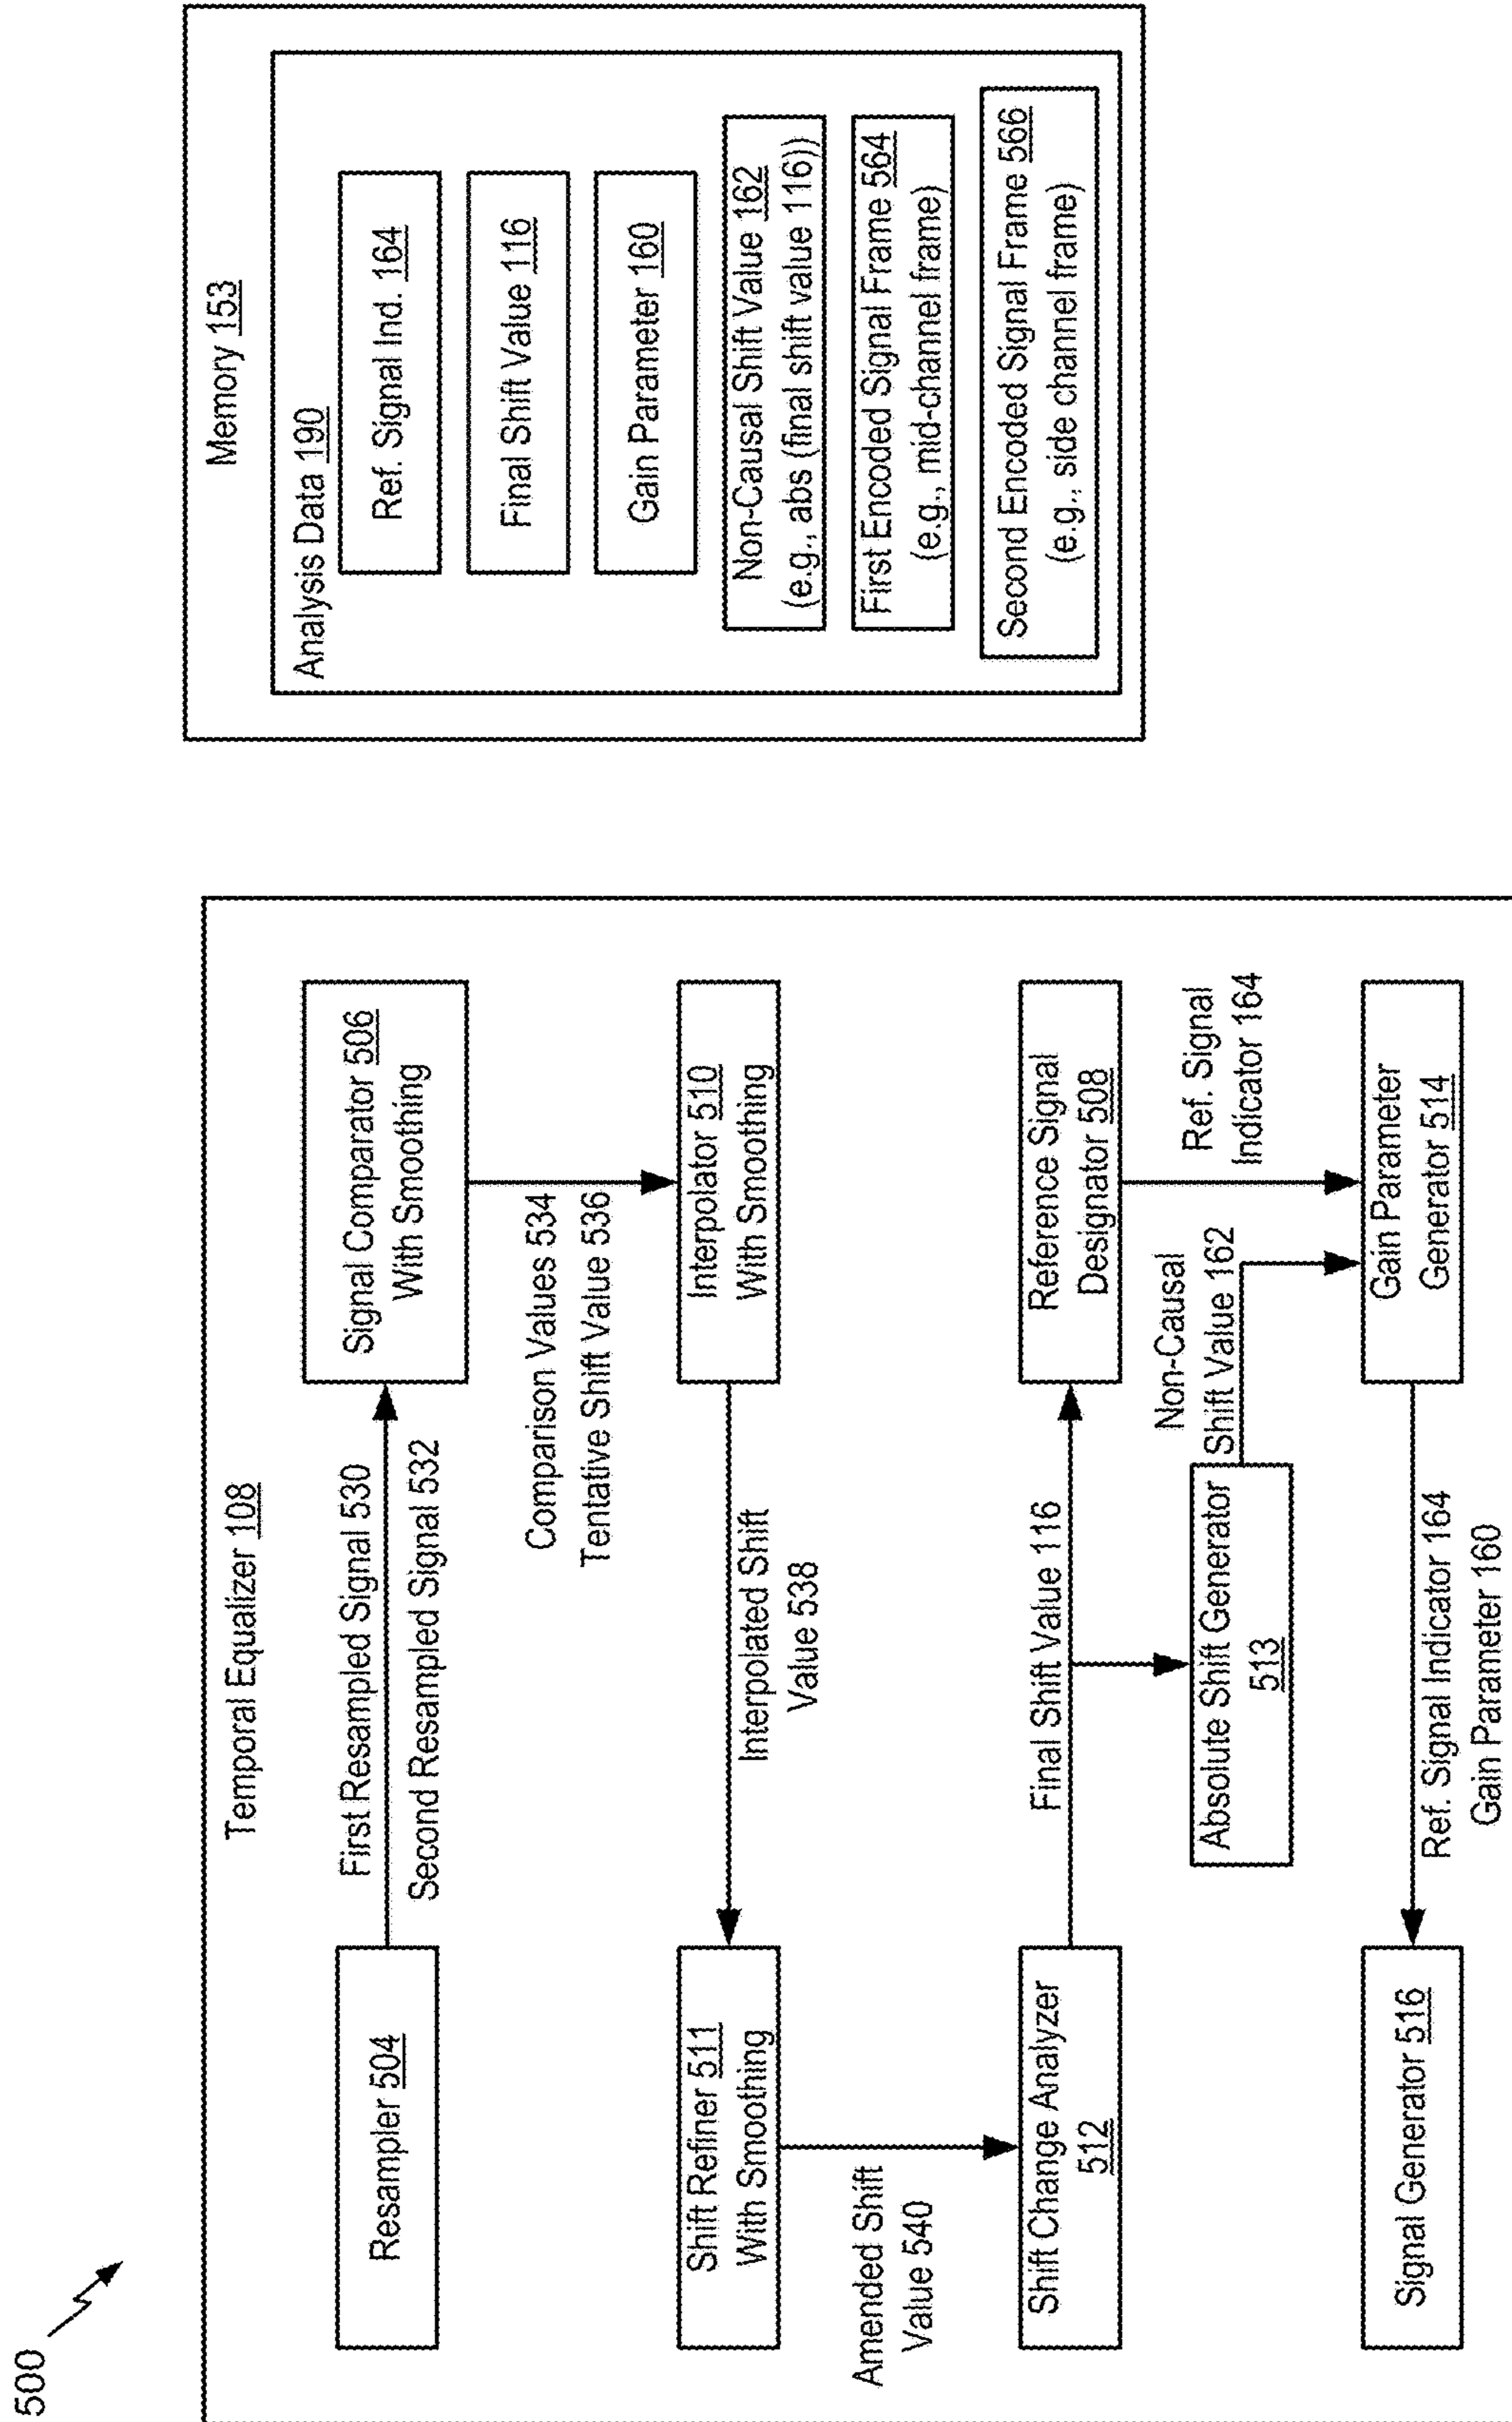 500
Temporal Equalizer 108
Resampler 504
First Resampled Signal 530
Second Resampled Signal 532
Signal Comparator 506
With Smoothing
Comparison Values 534
Tentative Shift Value 536
Interpolator 510
With Smoothing
Interpolated Shift
Value 538
Shift Refiner 511
With Smoothing
Amended Shift
Value 540
Shift Change Analyzer
512
Final Shift Value 116
Absolute Shift Generator
513
Reference Signal
Designator 508
Non-Causal
Shift Value 162
Ref. Signal
Indicator 164
Gain Parameter
Generator 514
Ref. Signal Indicator 164
Gain Parameter 160
Signal Generator 516
Memory 153
Analysis Data 190
Ref. Signal Ind. 164
Final Shift Value 116
Gain Parameter 160
Non-Causal Shift Value 162
(e.g., abs (final shift value 116))
First Encoded Signal Frame 564
(e.g., mid-channel frame)
Second Encoded Signal Frame 566
(e.g., side channel frame)